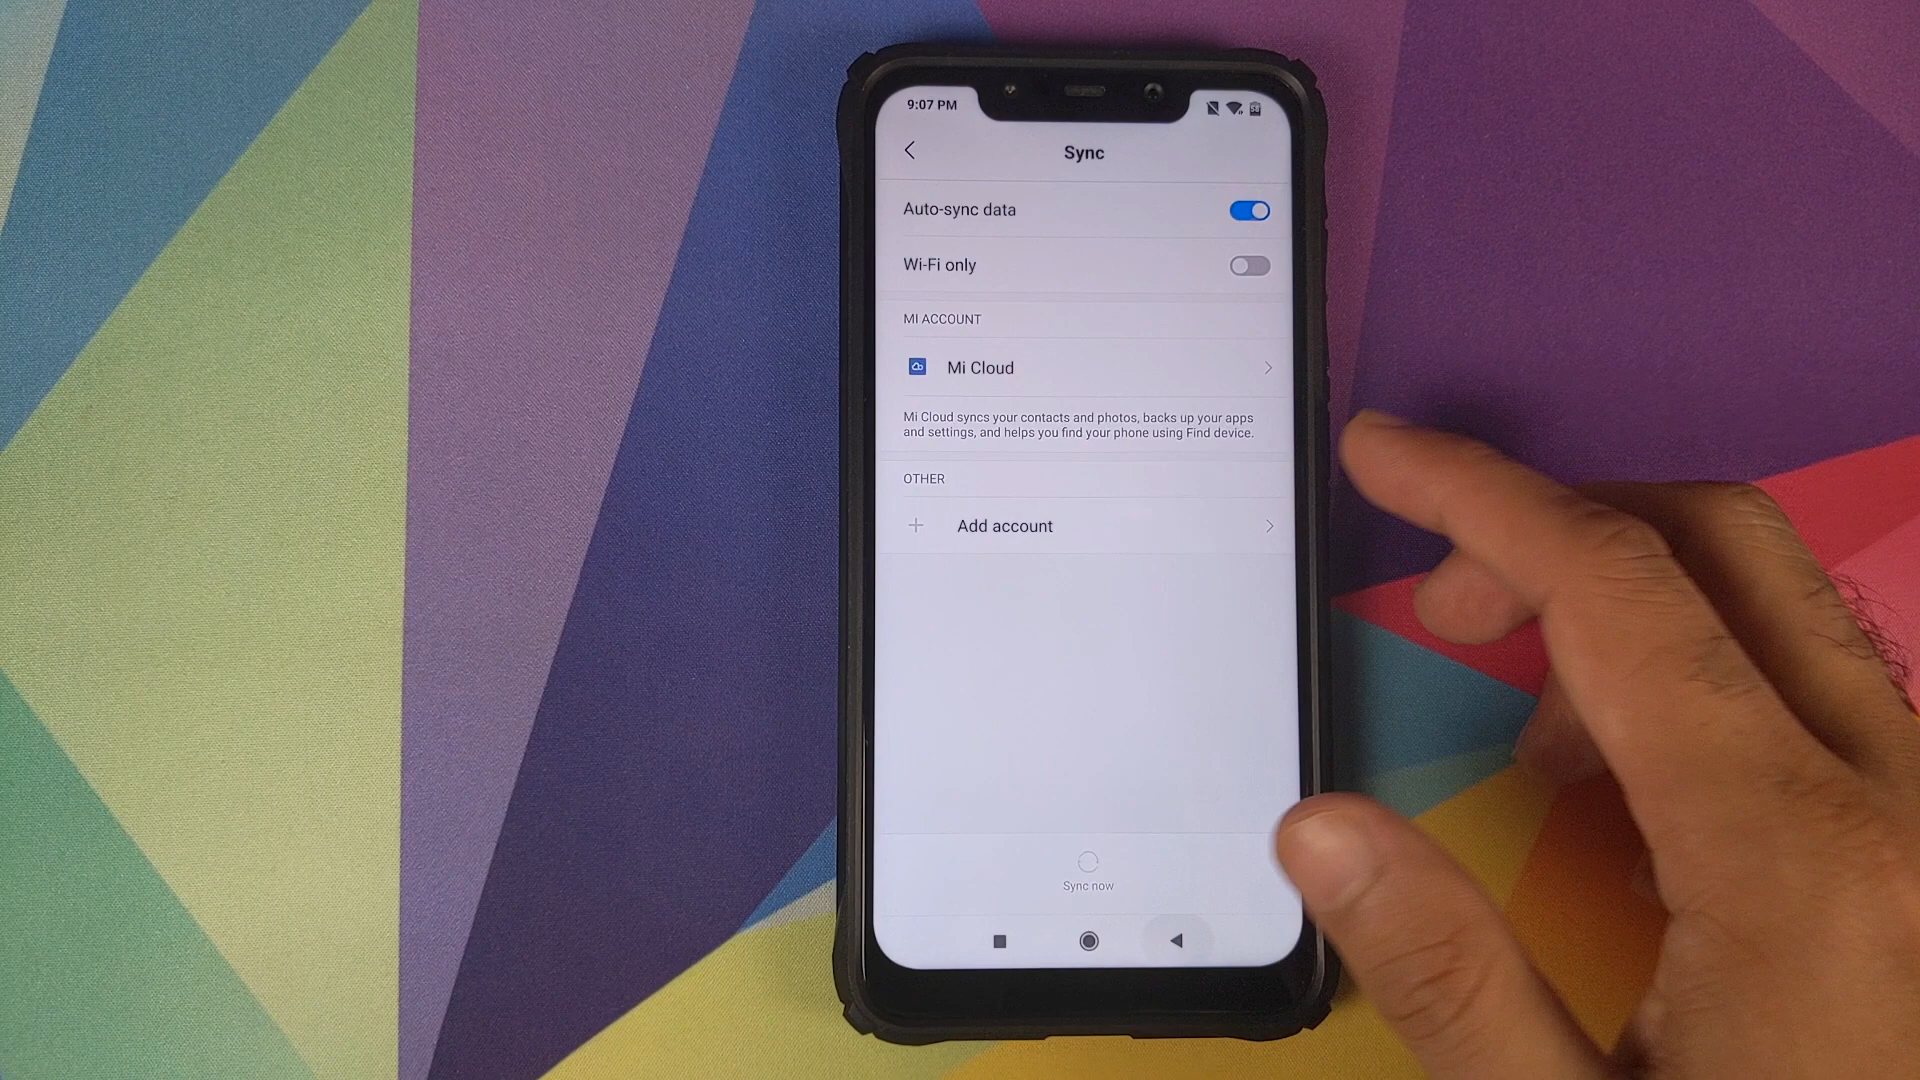 9:07 PM
Sync
Auto-sync data
Wi-Fi only
MI ACCOUNT
Mi Cloud
Mi Cloud syncs your contacts and photos, backs up your apps
and settings, and helps you find your phone using Find device.
OTHER
Add account
Sync now